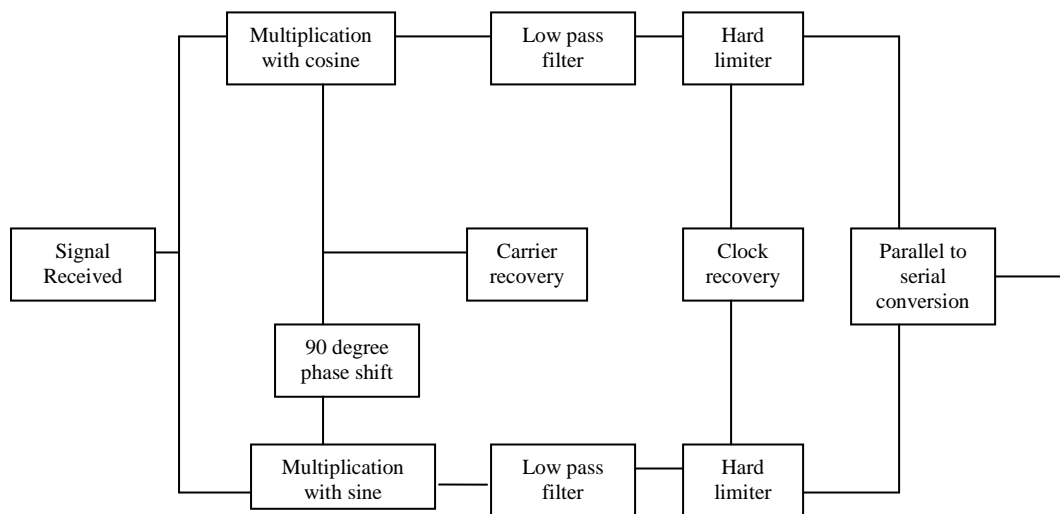 Multiplication
with cosine
Low pass
filter
Hard
limiter
Signal
Received
Carrier
recovery
Clock
recovery
Parallel to
serial
conversion
90 degree
phase shift
Multiplication
with sine
Low pass
filter
Hard
limiter